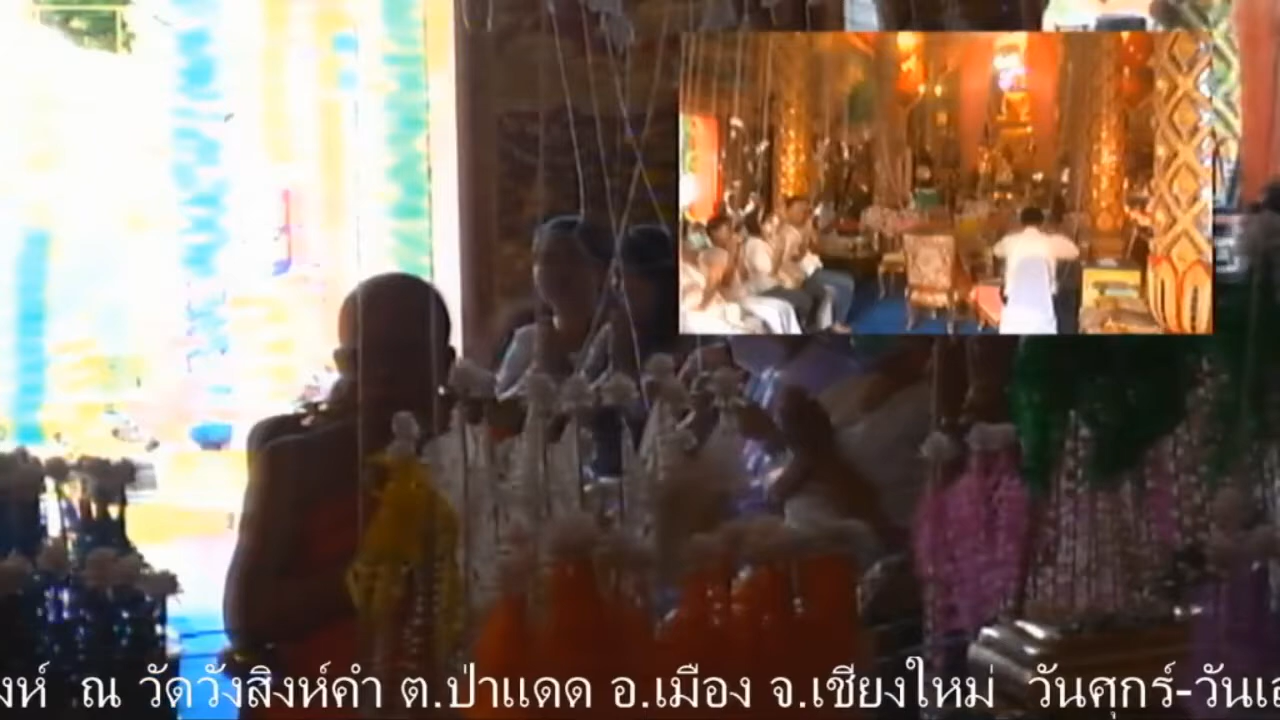 งห์ ณ วัดวังสิงห์คำ ต.ป่าแดด อ.เมือง จ.เชียงใหม่ วันศุกร์-วัน